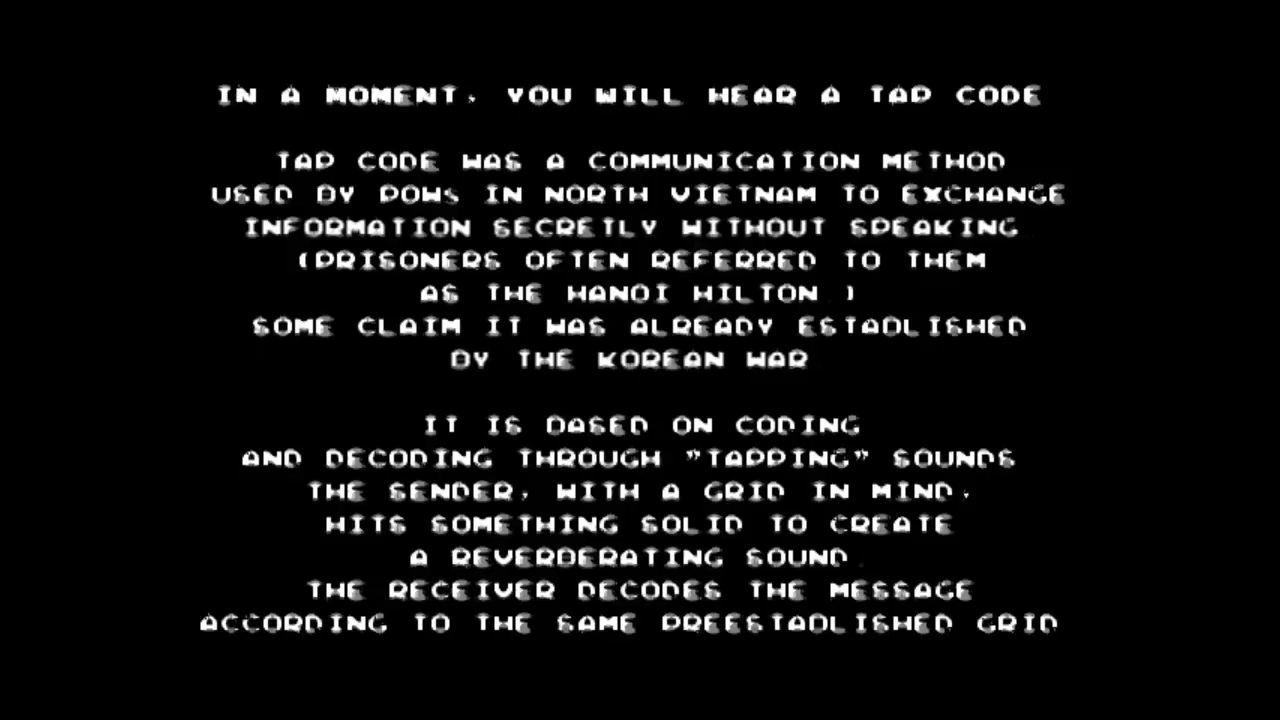 IN A MOMENT, YOU WILL HEAR A TAP CODE
TAP CODE WAS A COMMUNICATION METHOD
USED BY POWS IN NORTH VIETNAM TO EXCHANGE
INFORMATION SECRETLY WITHOUT SPEAKING
(PRISONERS OFTEN REFERRED TO THEM
AS THE HANOI HILTON.)
SOME CLAIM IT WAS ALREADY ESTABLISHED
BY THE KOREAN WAR
IT IS BASED ON CODING
AND DECODING THROUGH "TAPPING" SOUNDS
THE SENDER, WITH A GRID IN MIND,
HITS SOMETHING SOLID TO CREATE
A REVERBERATING SOUND.
THE RECEIVER DECODES THE MESSAGE
ACCORDING TO THE SAME PREESTABLISHED GRID